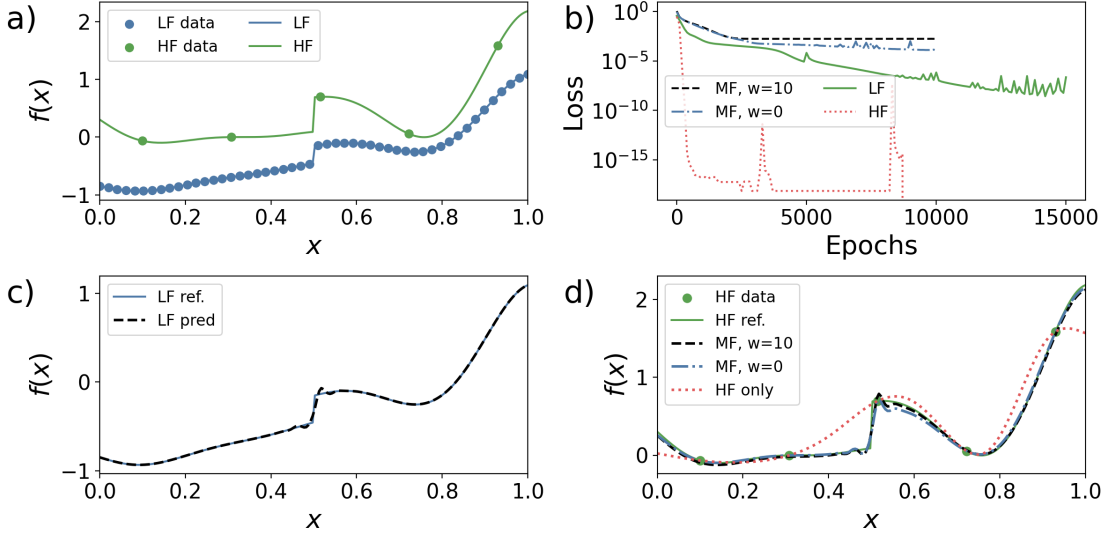 a)
f(x)
2
1
0
−1
LF data
LF
HF data
HF
0.0 0.2 0.4 0.6 0.8 1.0
x
b)
Loss
10⁰
10⁻⁵
10⁻¹⁰
10⁻¹⁵
MF, w=10
LF
MF, w=0
HF
0 5000 10000 15000
Epochs
c)
f(x)
1
0
−1
LF ref.
LF pred
0.0 0.2 0.4 0.6 0.8 1.0
x
d)
f(x)
2
1
0
HF data
HF ref.
MF, w=10
MF, w=0
HF only
0.0 0.2 0.4 0.6 0.8 1.0
x